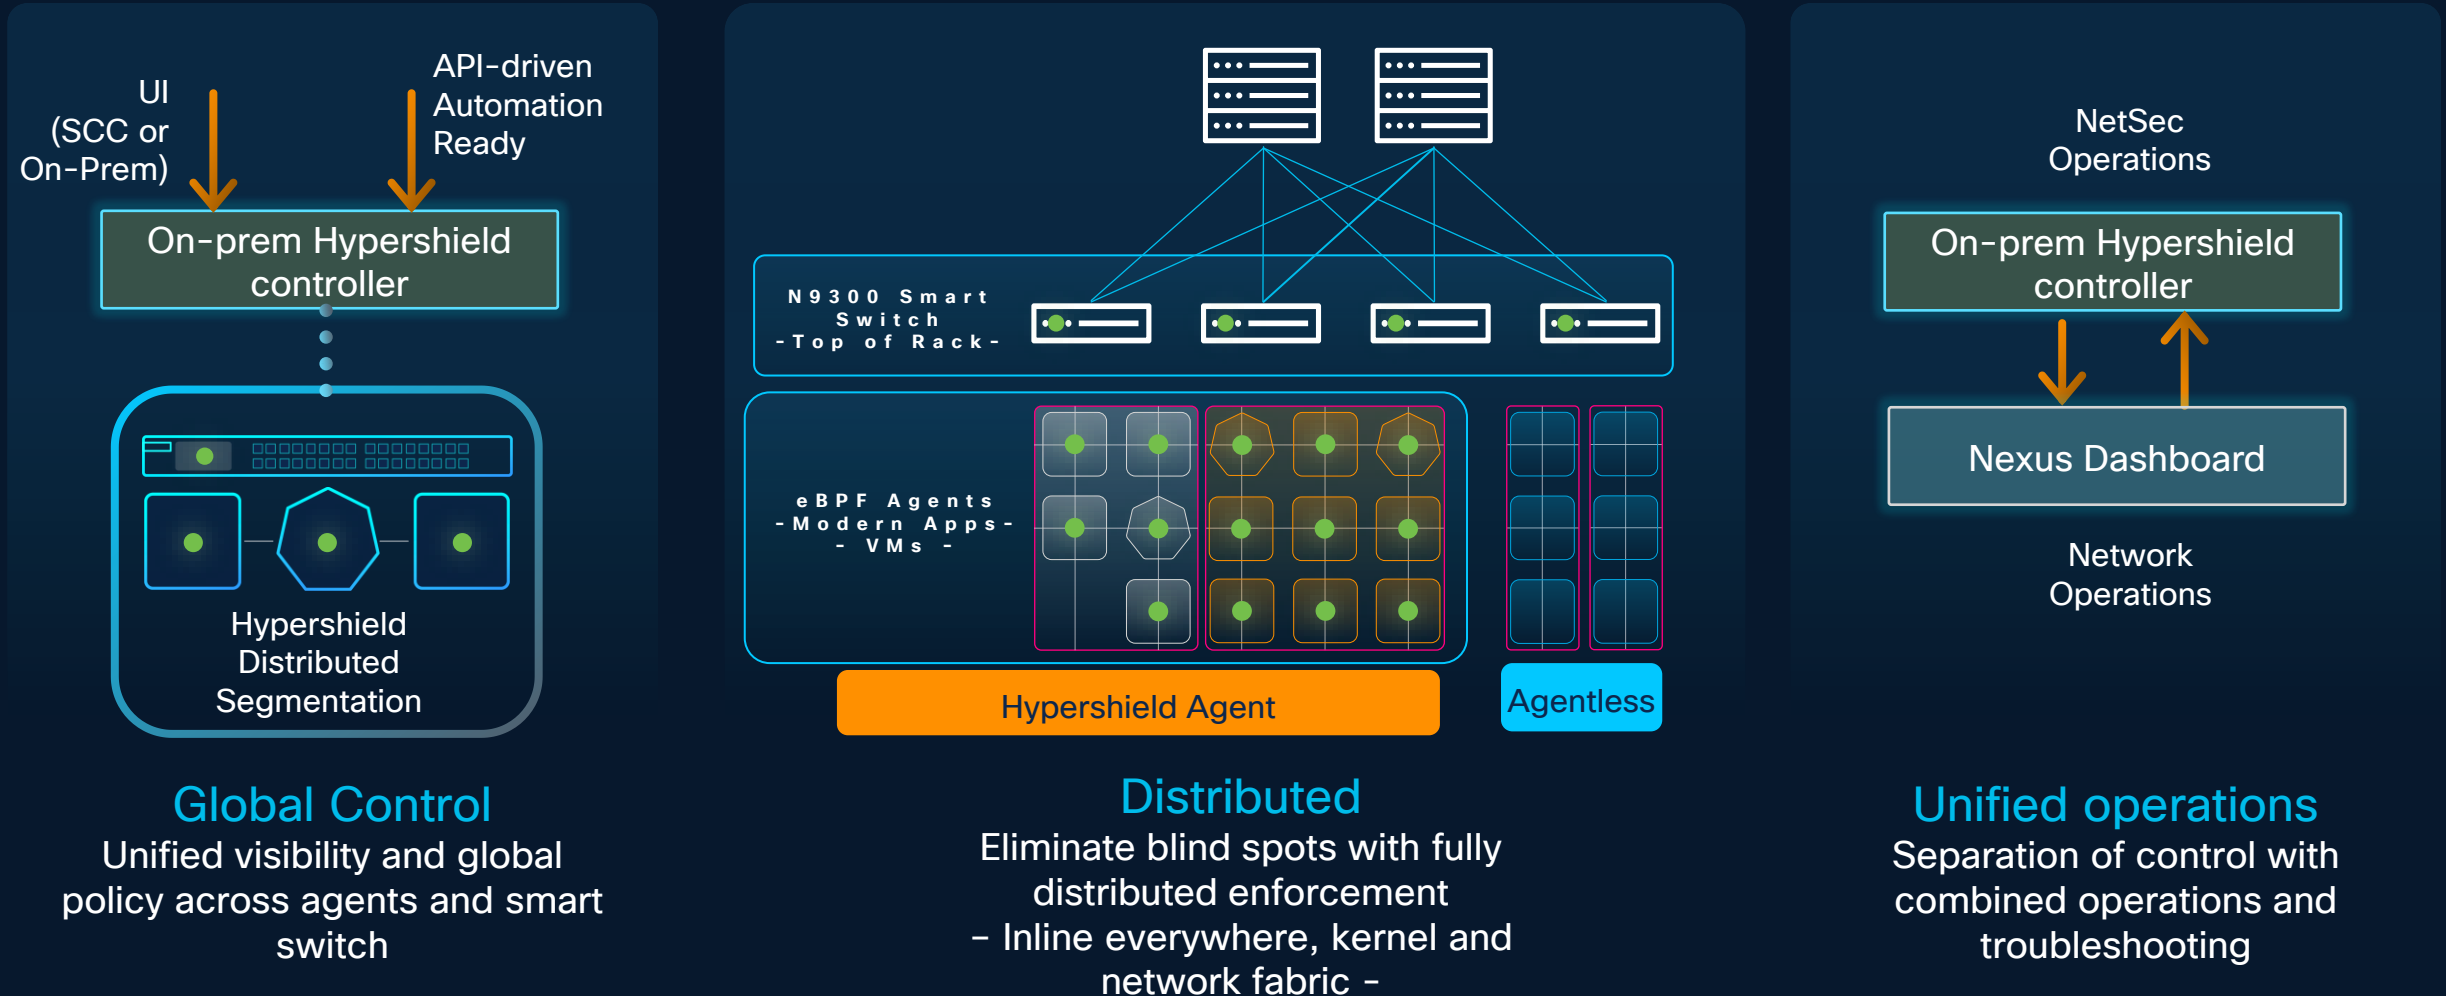 UI
(SCC or
On-Prem)
API-driven
Automation
Ready
On-prem Hypershield
controller
Hypershield
Distributed
Segmentation
Global Control
Unified visibility and global
policy across agents and smart
switch
N9300 Smart
Switch
-Top of Rack-
eBPF Agents
-Modern Apps-
- VMs -
Hypershield Agent
Agentless
Distributed
Eliminate blind spots with fully
distributed enforcement
- Inline everywhere, kernel and
network fabric -
NetSec
Operations
On-prem Hypershield
controller
Nexus Dashboard
Network
Operations
Unified operations
Separation of control with
combined operations and
troubleshooting